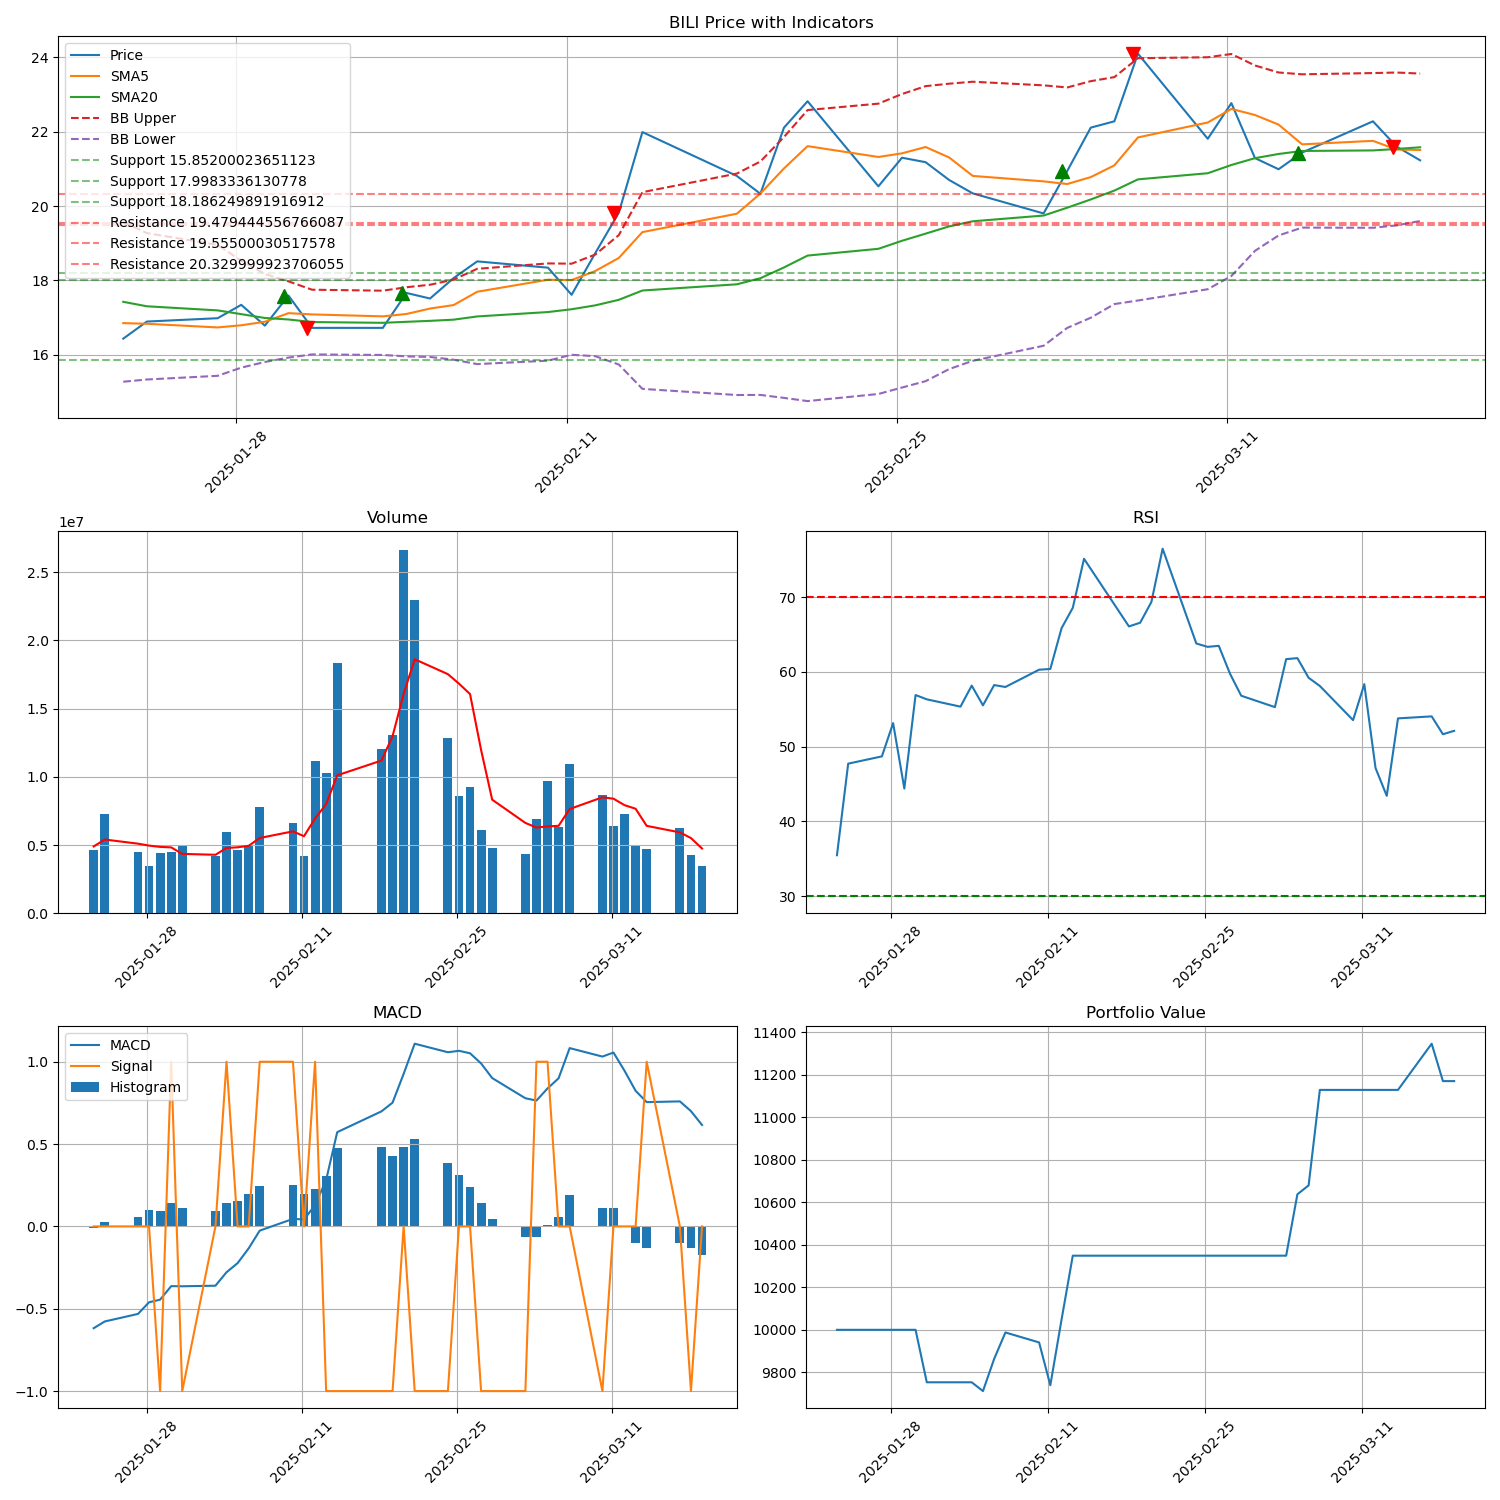 BILI Price with Indicators
24
22
20
18
16
Price
SMA5
SMA20
BB Upper
BB Lower
Support 15.85200023651123
Support 17.9983336130778
Support 18.186249891916912
Resistance 19.479444556766087
Resistance 19.55500030517578
Resistance 20.329999923706055
2025-01-28
2025-02-11
2025-02-25
2025-03-11
Volume
1e7
2.5
2.0
1.5
1.0
0.5
0.0
2025-01-28
2025-02-11
2025-02-25
2025-03-11
RSI
70
60
50
40
30
2025-01-28
2025-02-11
2025-02-25
2025-03-11
MACD
1.0
0.5
0.0
−0.5
−1.0
MACD
Signal
Histogram
2025-01-28
2025-02-11
2025-02-25
2025-03-11
Portfolio Value
11400
11200
11000
10800
10600
10400
10200
10000
9800
2025-01-28
2025-02-11
2025-02-25
2025-03-11